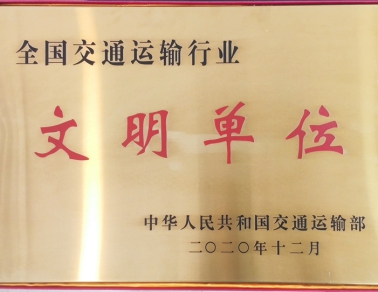 全国交通运输行业
文明单位
中华人民共和国交通运输部
二〇二〇年十二月